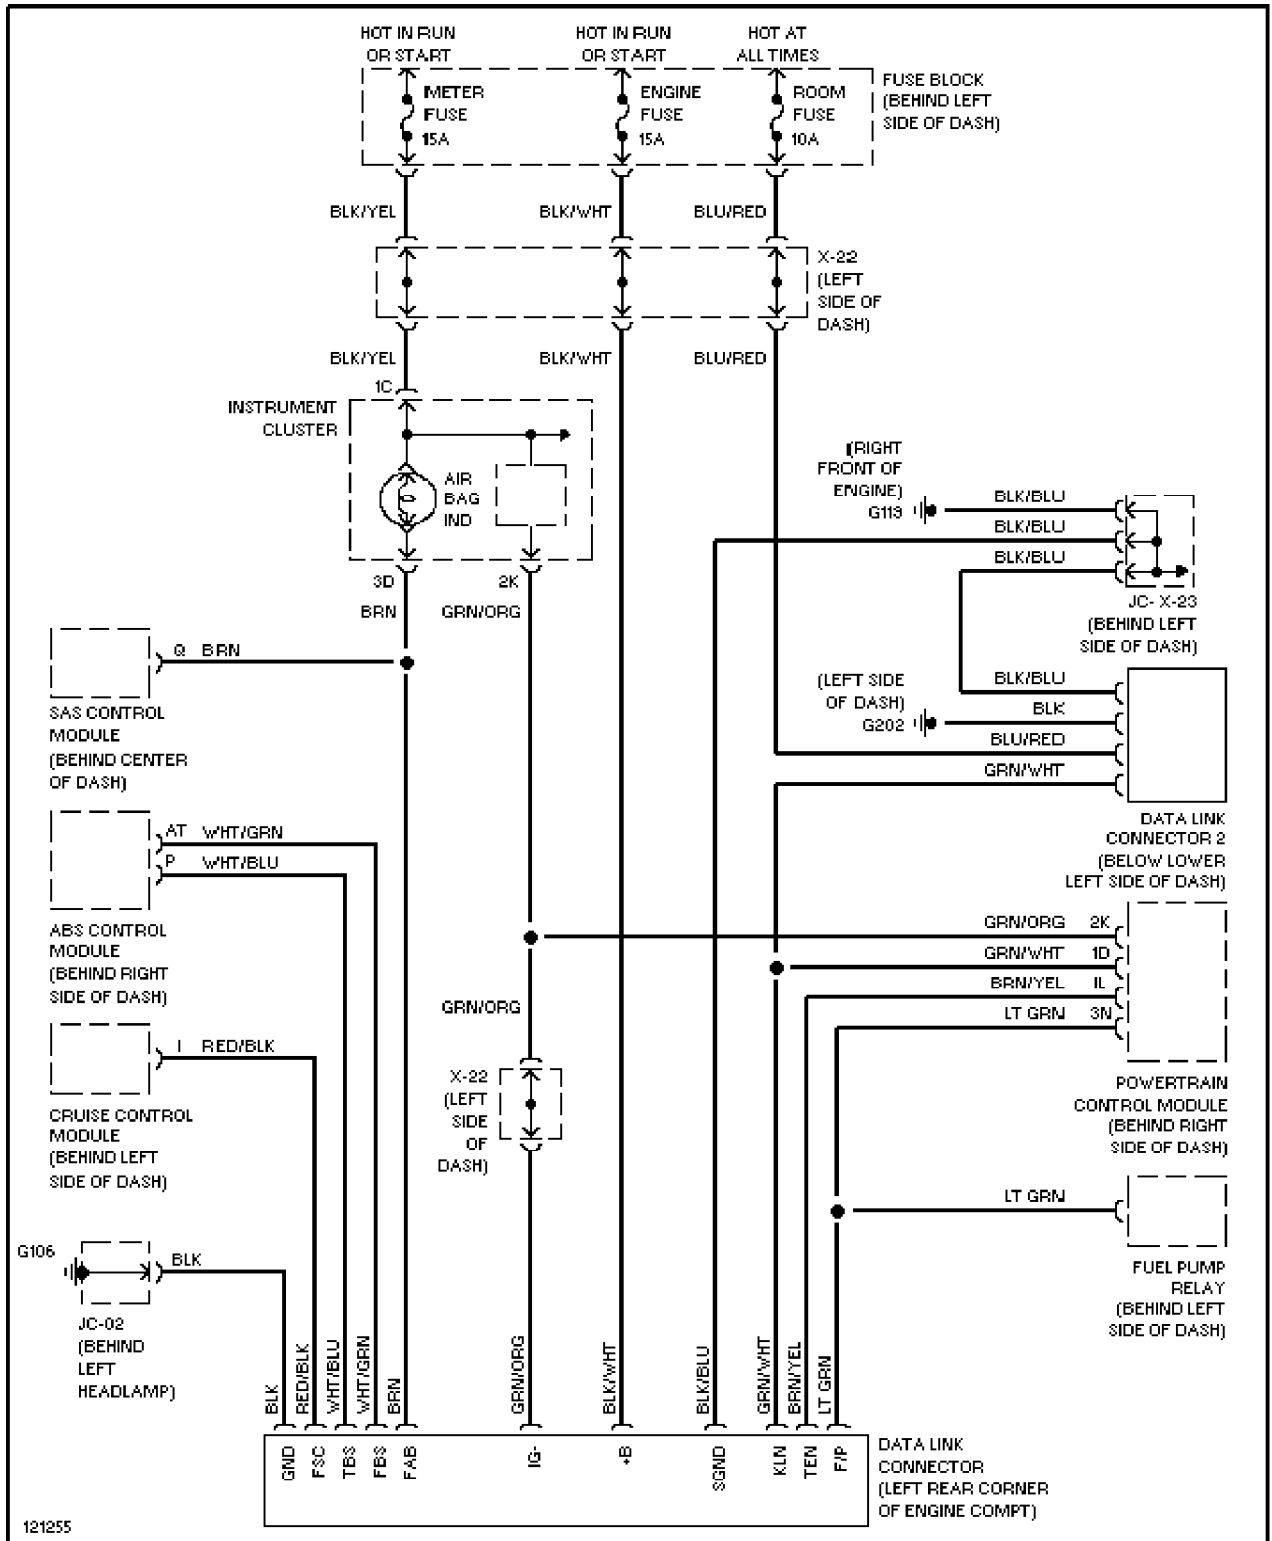 HOT IN RUN
OR START
HOT IN RUN
OR START
HOT AT
ALL TIMES
METER
FUSE
15A
ENGINE
FUSE
15A
ROOM
FUSE
10A
FUSE BLOCK
(BEHIND LEFT
SIDE OF DASH)
BLK/YEL
BLK/WHT
BLU/RED
X-22
(LEFT
SIDE OF
DASH)
BLK/YEL
BLK/WHT
BLU/RED
1C
INSTRUMENT
CLUSTER
AIR
BAG
IND
3D
2K
BRN
GRN/ORG
(RIGHT
FRONT OF
ENGINE)
G113
BLK/BLU
BLK/BLU
BLK/BLU
JC- X-23
(BEHIND LEFT
SIDE OF DASH)
Q BRN
SAS CONTROL
MODULE
(BEHIND CENTER
OF DASH)
(LEFT SIDE
OF DASH)
G202
BLK/BLU
BLK
BLU/RED
GRN/WHT
DATA LINK
CONNECTOR 2
(BELOW LOWER
LEFT SIDE OF DASH)
AT WHT/GRN
P WHT/BLU
ABS CONTROL
MODULE
(BEHIND RIGHT
SIDE OF DASH)
GRN/ORG 2K
GRN/WHT 1D
BRN/YEL IL
LT GRN 3N
POWERTRAIN
CONTROL MODULE
(BEHIND RIGHT
SIDE OF DASH)
GRN/ORG
I RED/BLK
CRUISE CONTROL
MODULE
(BEHIND LEFT
SIDE OF DASH)
X-22
(LEFT
SIDE
OF
DASH)
LT GRN
FUEL PUMP
RELAY
(BEHIND LEFT
SIDE OF DASH)
G106
BLK
JC-02
(BEHIND
LEFT
HEADLAMP)
BLK
RED/BLK
WHT/BLU
WHT/GRN
BRN
GRN/ORG
BLK/WHT
BLK/BLU
GRN/WHT
BRN/YEL
LT GRN
GND
FSC
TBS
FBS
FAB
IG-
+B
SGND
KLN
TEN
F/P
DATA LINK
CONNECTOR
(LEFT REAR CORNER
OF ENGINE COMPT)
121255